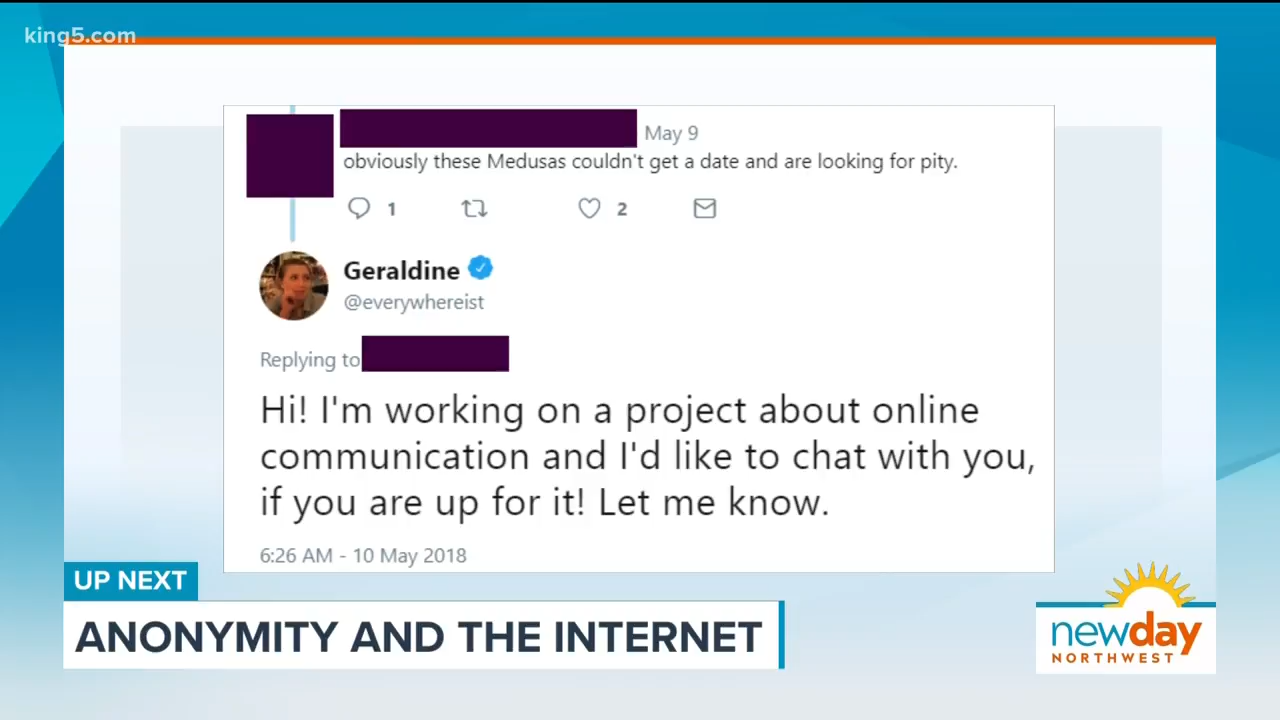 king5.com
May 9
obviously these Medusas couldn't get a date and are looking for pity.
1 2
Geraldine
@everywhereist
Replying to
Hi! I'm working on a project about online
communication and I'd like to chat with you,
if you are up for it! Let me know.
6:26 AM - 10 May 2018
UP NEXT
ANONYMITY AND THE INTERNET
newday
NORTHWEST